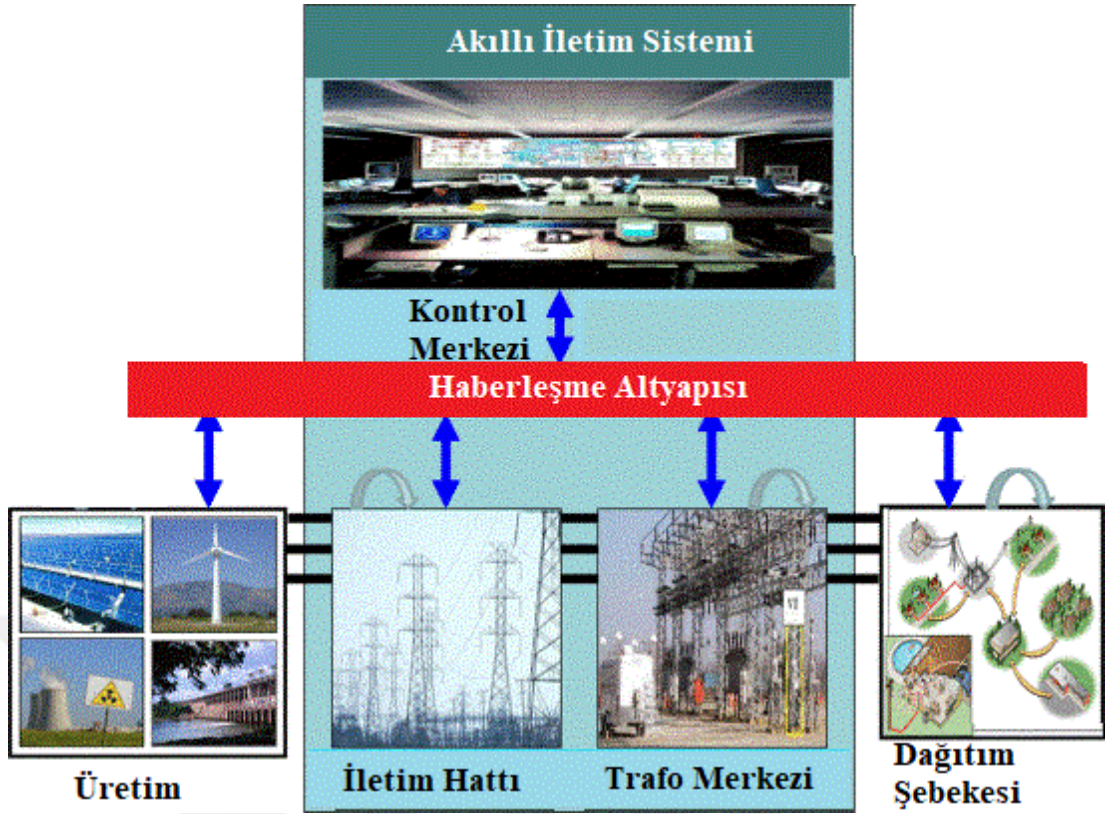 Akıllı İletim Sistemi
Kontrol
Merkezi
Haberleşme Altyapısı
Üretim
İletim Hattı
Trafo Merkezi
Dağıtım
Şebekesi